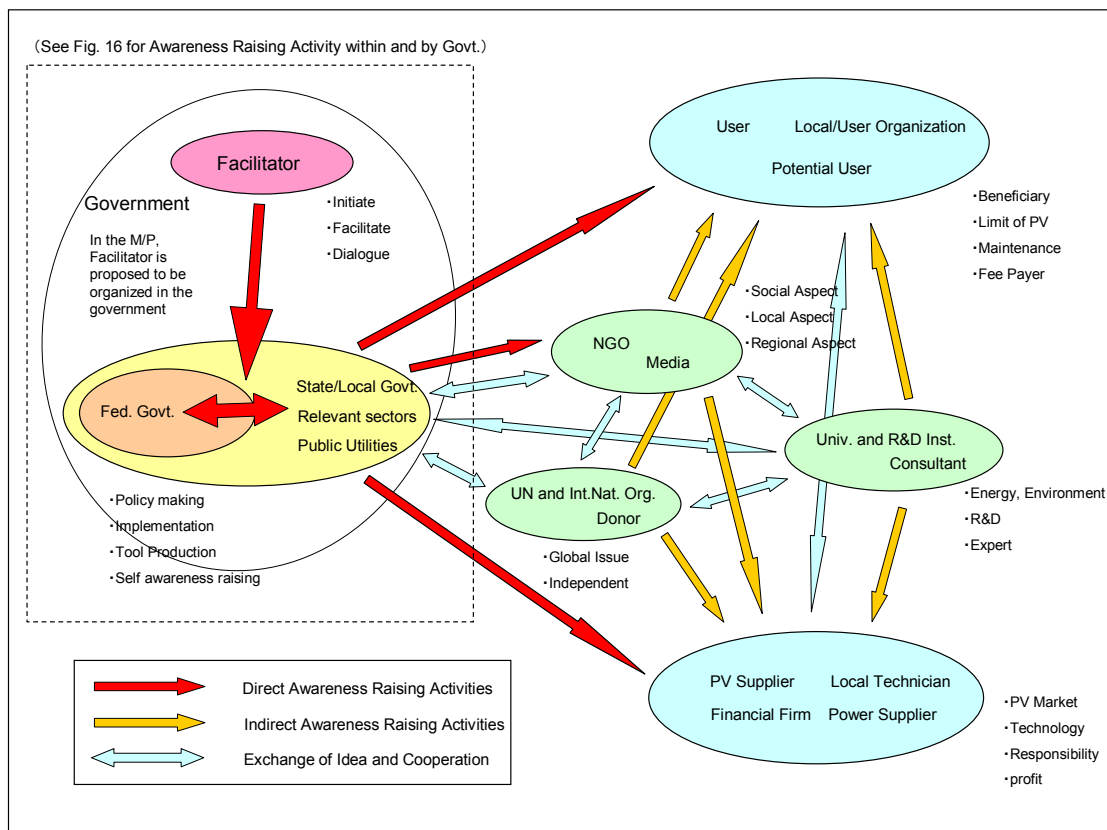 (See Fig. 16 for Awareness Raising Activity within and by Govt.)
Facilitator
Government
In the M/P,
Facilitator is
proposed to be
organized in the
government
・Initiate
・Facilitate
・Dialogue
Fed. Govt.
State/Local Govt.
Relevant sectors
Public Utilities
・Policy making
・Implementation
・Tool Production
・Self awareness raising
User
Local/User Organization
Potential User
・Beneficiary
・Limit of PV
・Maintenance
・Fee Payer
・Social Aspect
・Local Aspect
・Regional Aspect
NGO
Media
Univ. and R&D Inst.
Consultant
・Energy, Environment
・R&D
・Expert
UN and Int.Nat. Org.
Donor
・Global Issue
・Independent
PV Supplier
Local Technician
Financial Firm
Power Supplier
・PV Market
・Technology
・Responsibility
・profit
Direct Awareness Raising Activities
Indirect Awareness Raising Activities
Exchange of Idea and Cooperation